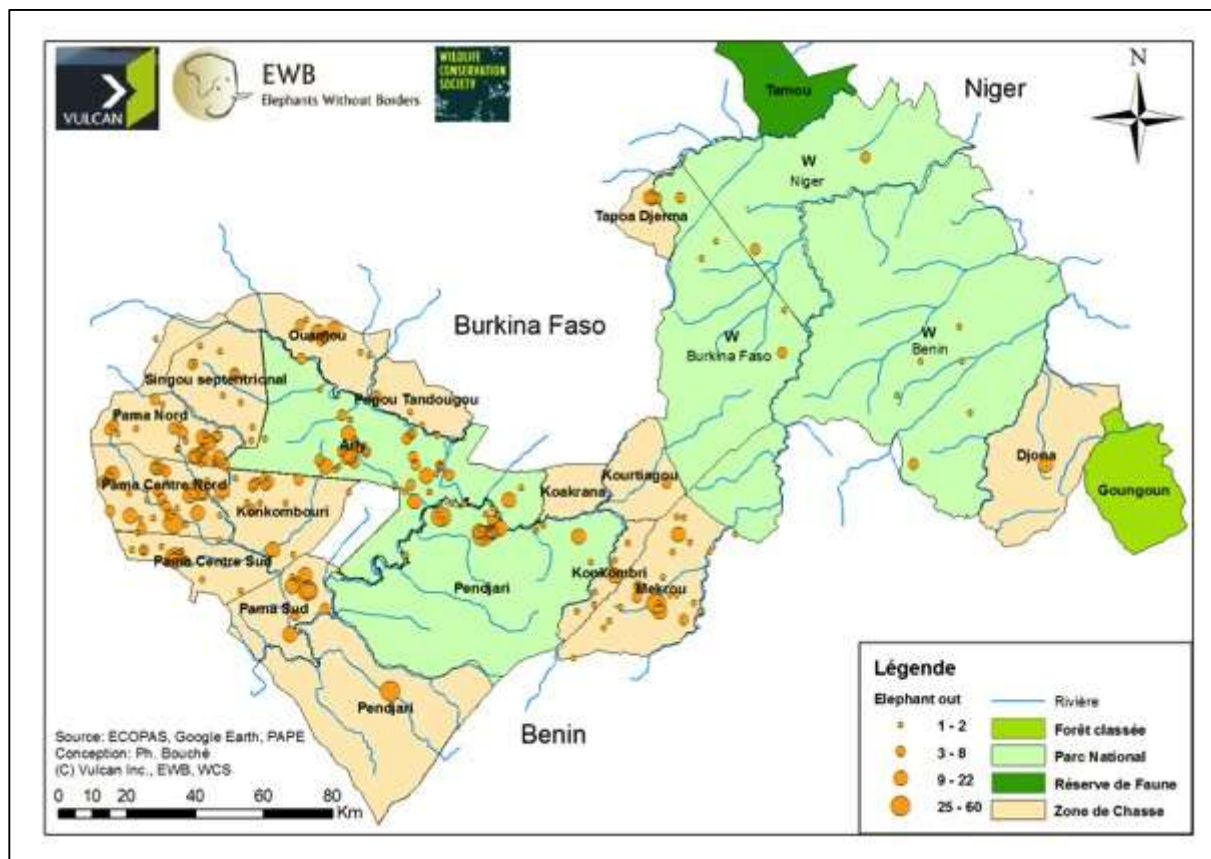 VULCAN
EWB
Elephants Without Borders
WILDLIFE
CONSERVATION
SOCIETY
N
Niger
Tamou
W
Niger
Tapoa Djerma
Burkina Faso
W
Burkina Faso
W
Benin
Ouamou
Singou septentrional
Pagou Tandougou
Pama Nord
Arly
Pama Centre Nord
Konkombouri
Koakrana
Kourtiagou
Djona
Goungoun
Pama Centre Sud
Pama Sud
Pendjari
Konkombri
Mekrou
Pendjari
Benin
Source: ECOPAS, Google Earth, PAPE
Conception: Ph. Bouché
(C) Vulcan Inc., EWB, WCS
0 20 40 60 80
Km
Légende
Elephant out
1 - 2
3 - 8
9 - 22
25 - 60
Rivière
Forêt classée
Parc National
Réserve de Faune
Zone de Chasse